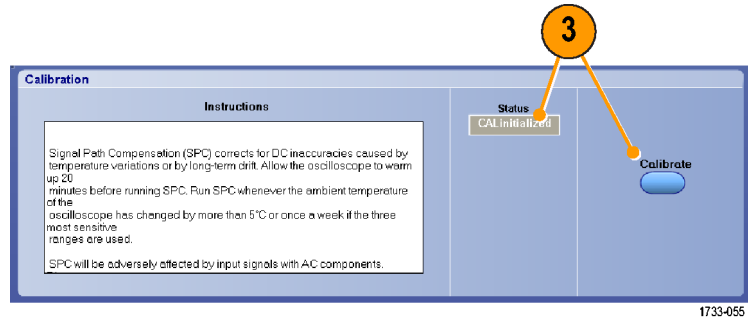 3
Calibration
Instructions
Status
CALinitialized
Calibrate
Signal Path Compensation (SPC) corrects for DC inaccuracies caused by
temperature variations or by long-term drift. Allow the oscilloscope to warm
up 20
minutes before running SPC. Run SPC whenever the ambient temperature
of the
oscilloscope has changed by more than 5°C or once a week if the three
most sensitive
ranges are used.
SPC will be adversely affected by input signals with AC components.
1733-055